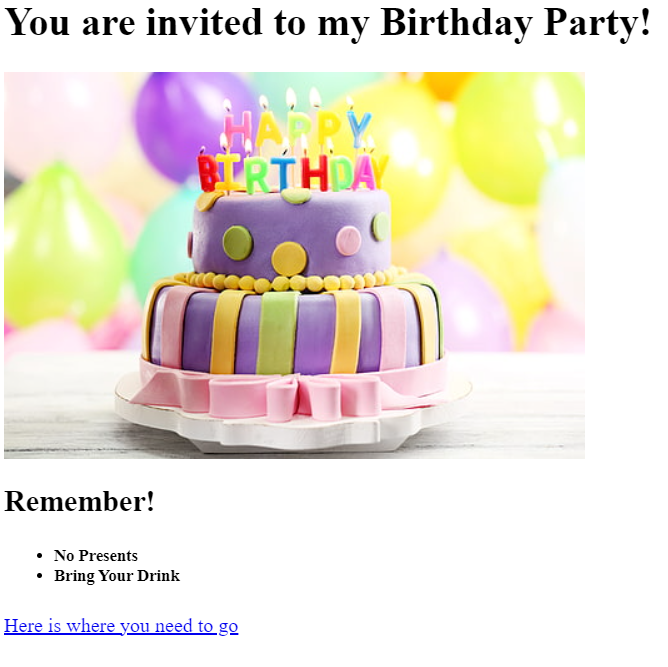 You are invited to my Birthday Party!
HAPPY
BIRTHDAY
Remember!
No Presents
Bring Your Drink
Here is where you need to go